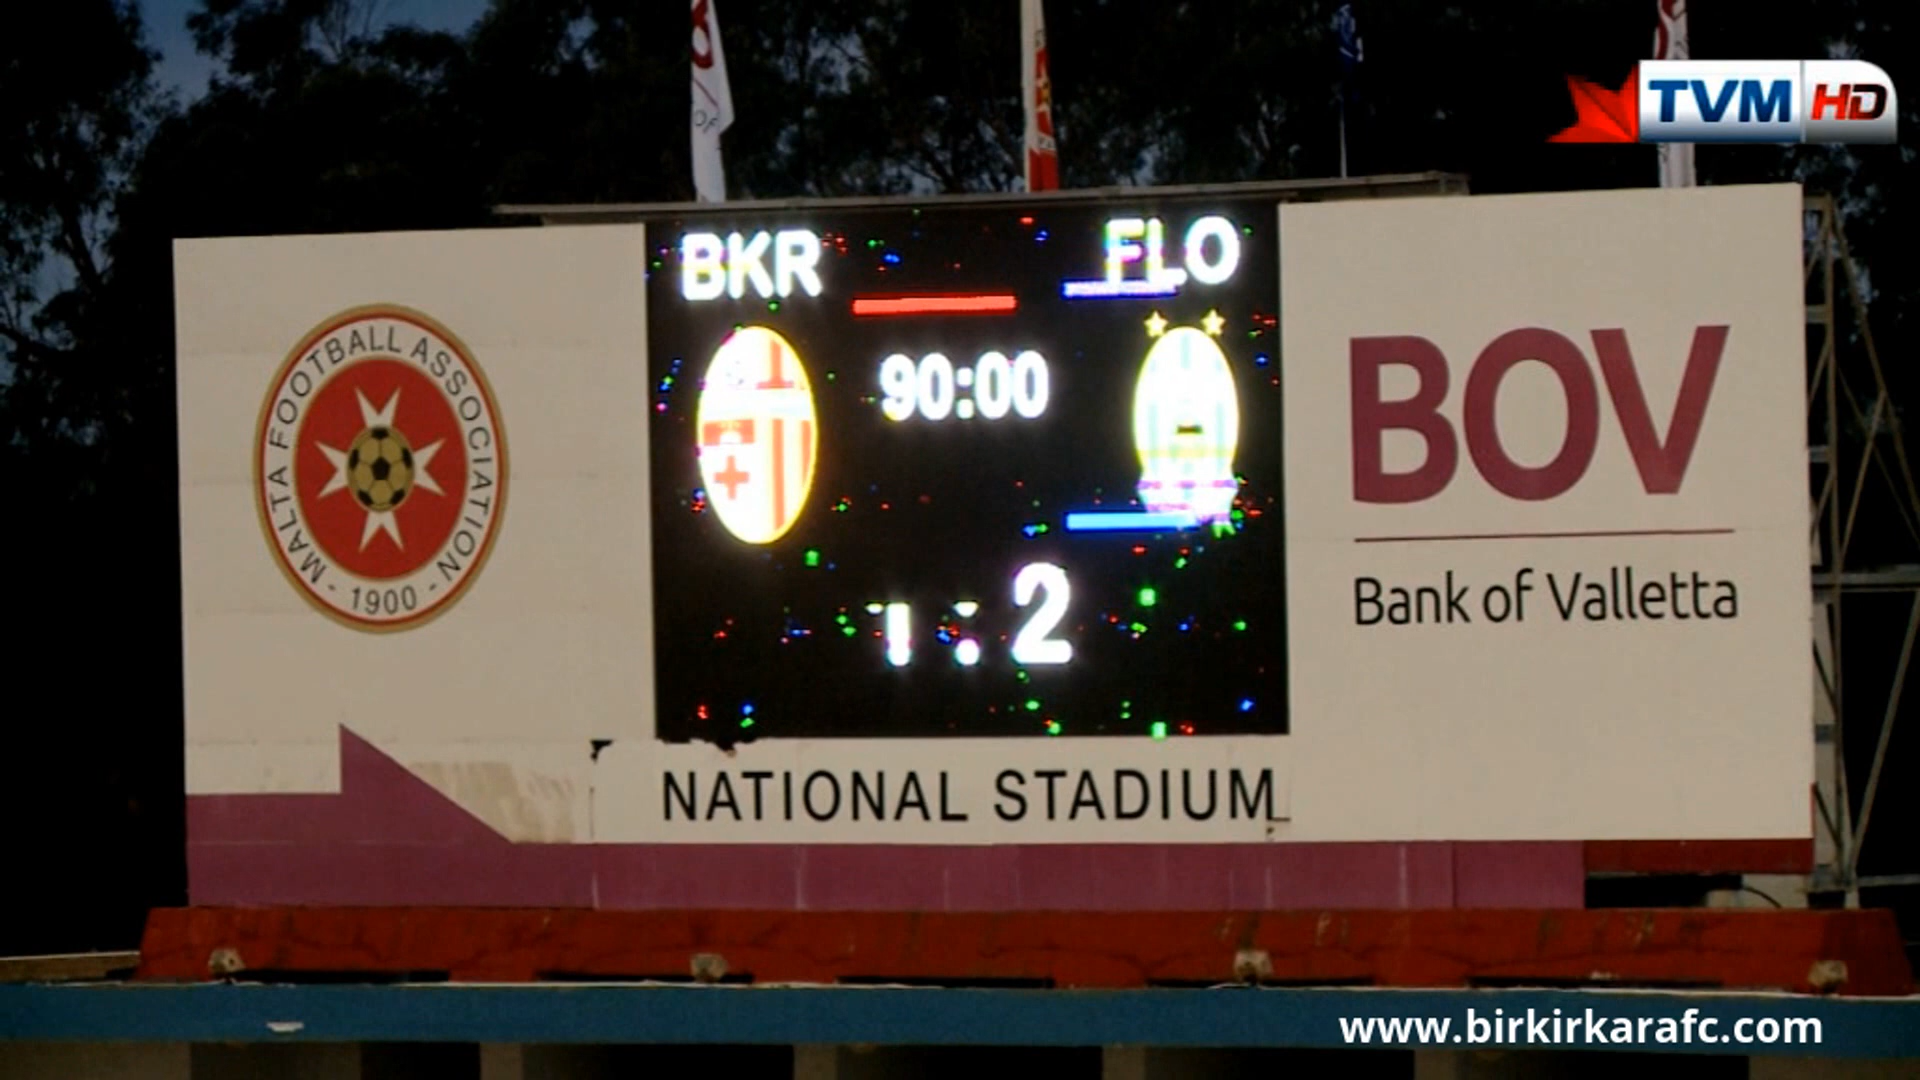 TVM HD
BKR FLO
90:00
1 : 2
MALTA FOOTBALL ASSOCIATION
- 1900 -
BOV
Bank of Valletta
NATIONAL STADIUM
www.birkirkarafc.com